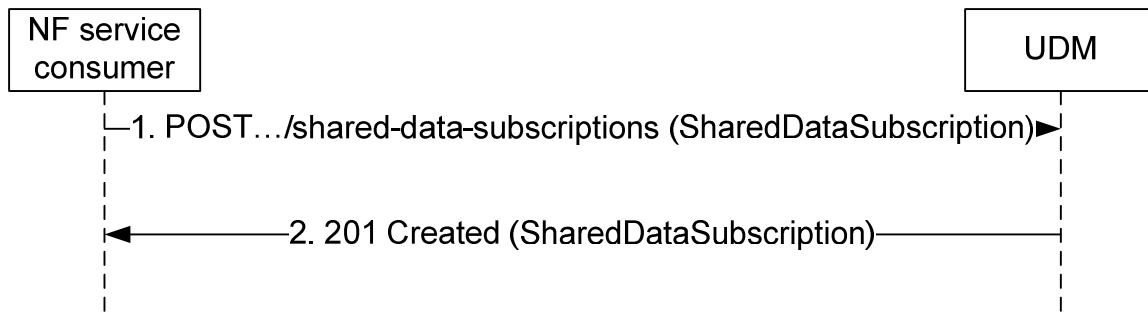 NF service
consumer
UDM
1. POST…/shared-data-subscriptions (SharedDataSubscription)
2. 201 Created (SharedDataSubscription)